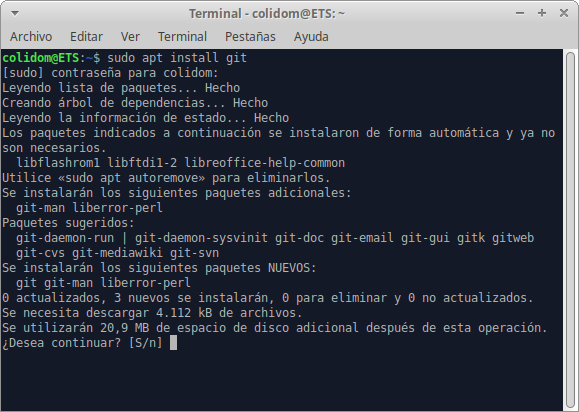 Terminal - colidom@ETS: ~
Archivo Editar Ver Terminal Pestañas Ayuda
colidom@ETS:~$ sudo apt install git
[sudo] contraseña para colidom:
Leyendo lista de paquetes... Hecho
Creando árbol de dependencias... Hecho
Leyendo la información de estado... Hecho
Los paquetes indicados a continuación se instalaron de forma automática y ya no
son necesarios.
  libflashrom1 libftdi1-2 libreoffice-help-common
Utilice «sudo apt autoremove» para eliminarlos.
Se instalarán los siguientes paquetes adicionales:
  git-man liberror-perl
Paquetes sugeridos:
  git-daemon-run | git-daemon-sysvinit git-doc git-email git-gui gitk gitweb
  git-cvs git-mediawiki git-svn
Se instalarán los siguientes paquetes NUEVOS:
  git git-man liberror-perl
0 actualizados, 3 nuevos se instalarán, 0 para eliminar y 0 no actualizados.
Se necesita descargar 4.112 kB de archivos.
Se utilizarán 20,9 MB de espacio de disco adicional después de esta operación.
¿Desea continuar? [S/n]